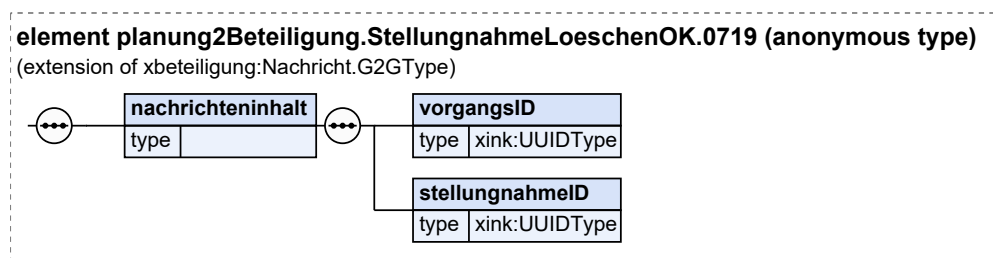 element planung2Beteiligung.StellungnahmeLoeschenOK.0719 (anonymous type)
(extension of xbeteiligung:Nachricht.G2GType)
nachrichteninhalt
type
vorgangsID
type xink:UUIDType
stellungnahmeID
type xink:UUIDType